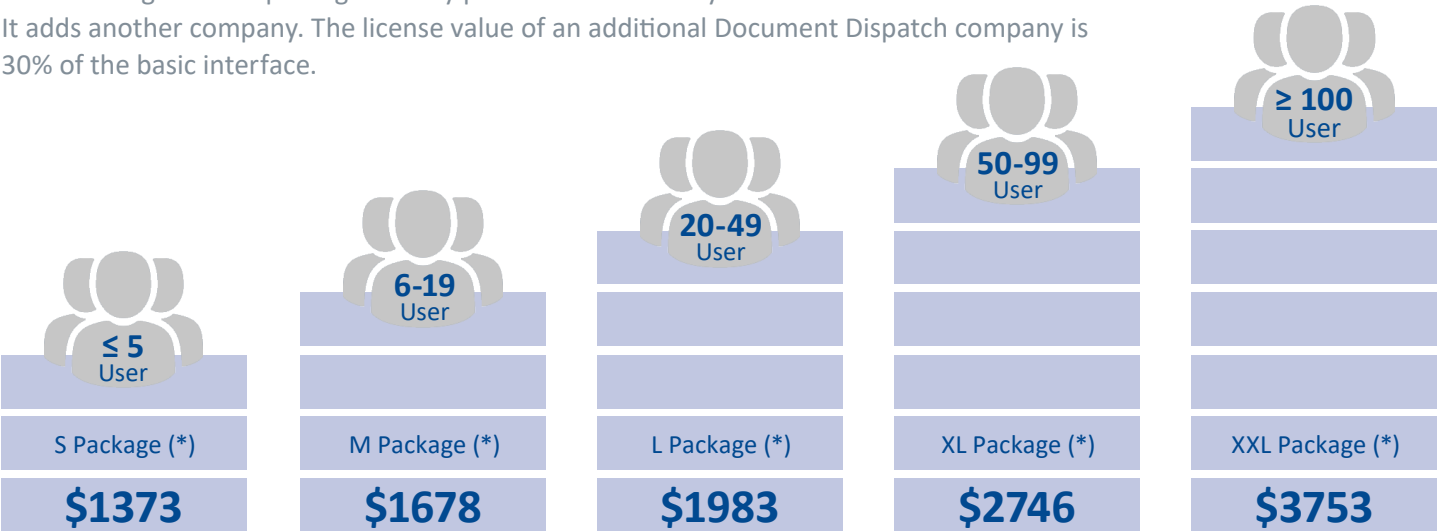 It adds another company. The license value of an additional Document Dispatch company is
30% of the basic interface.
≥ 100
User
50-99
User
20-49
User
6-19
User
≤ 5
User
S Package (*)
M Package (*)
L Package (*)
XL Package (*)
XXL Package (*)
$1373
$1678
$1983
$2746
$3753